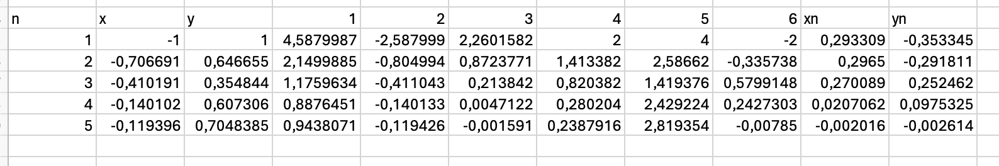 n x y 1 2 3 4 5 6 xn yn
1 -1 1 4,5879987 -2,587999 2,2601582 2 4 -2 0,293309 -0,353345
2 -0,706691 0,646655 2,1499885 -0,804994 0,8723771 1,413382 2,58662 -0,335738 0,2965 -0,291811
3 -0,410191 0,354844 1,1759634 -0,411043 0,213842 0,820382 1,419376 0,5799148 0,270089 0,252462
4 -0,140102 0,607306 0,8876451 -0,140133 0,0047122 0,280204 2,429224 0,2427303 0,0207062 0,0975325
5 -0,119396 0,7048385 0,9438071 -0,119426 -0,001591 0,2387916 2,819354 -0,00785 -0,002016 -0,002614